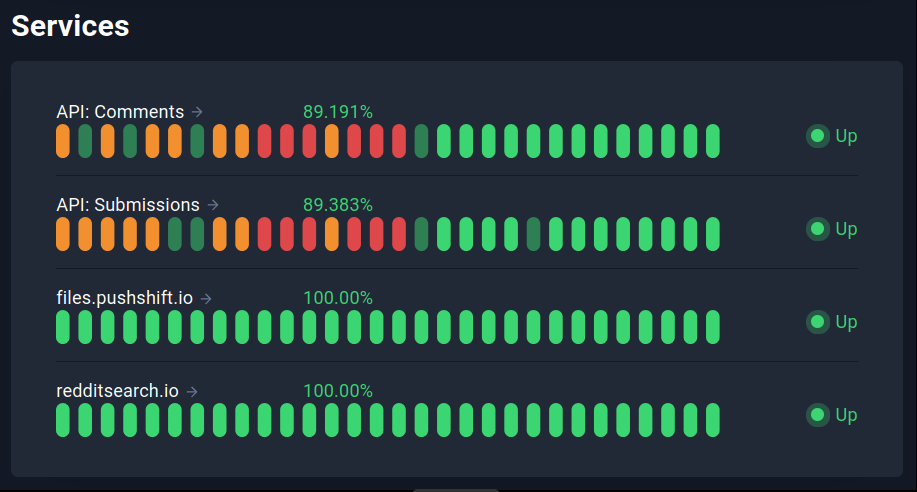 Services
API: Comments → 89.191%
Up
API: Submissions → 89.383%
Up
files.pushshift.io → 100.00%
Up
redditsearch.io → 100.00%
Up